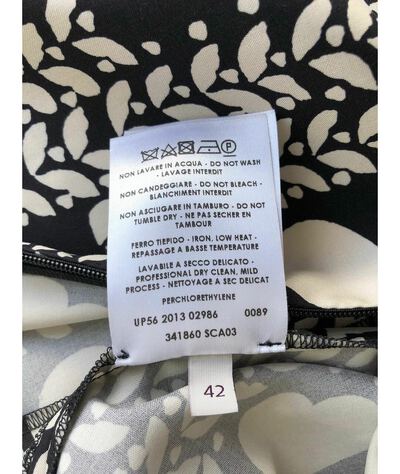 NON LAVARE IN ACQUA - DO NOT WASH
- LAVAGE INTERDIT
NON CANDEGGIARE - DO NOT BLEACH -
BLANCHIMENT INTERDIT
NON ASCIUGARE IN TAMBURO - DO NOT
TUMBLE DRY - NE PAS SECHER EN
TAMBOUR
FERRO TIEPIDO - IRON, LOW HEAT -
REPASSAGE A BASSE TEMPERATURE
LAVABILE A SECCO DELICATO -
PROFESSIONAL DRY CLEAN, MILD
PROCESS - NETTOYAGE A SEC DELICAT
PERCHLORETHYLENE
UP56 2013 02986 0089
341860 SCA03
42